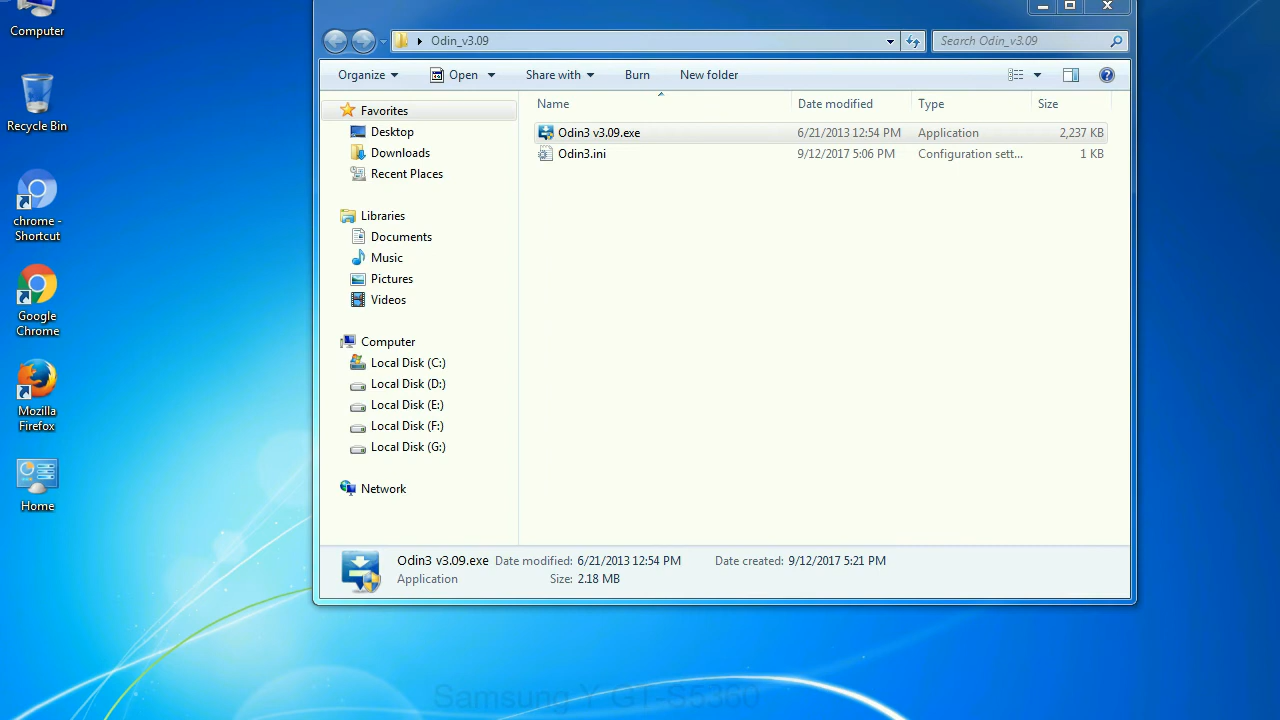 Computer
Recycle Bin
chrome -
Shortcut
Google
Chrome
Mozilla
Firefox
Home
Odin_v3.09
Search Odin_v3.09
Organize
Open
Share with
Burn
New folder
Favorites
Desktop
Downloads
Recent Places
Libraries
Documents
Music
Pictures
Videos
Computer
Local Disk (C:)
Local Disk (D:)
Local Disk (E:)
Local Disk (F:)
Local Disk (G:)
Network
Name Date modified Type Size
Odin3 v3.09.exe 6/21/2013 12:54 PM Application 2,237 KB
Odin3.ini 9/12/2017 5:06 PM Configuration sett... 1 KB
Odin3 v3.09.exe Date modified: 6/21/2013 12:54 PM Date created: 9/12/2017 5:21 PM
Application Size: 2.18 MB
Samsung Y GT-S5360